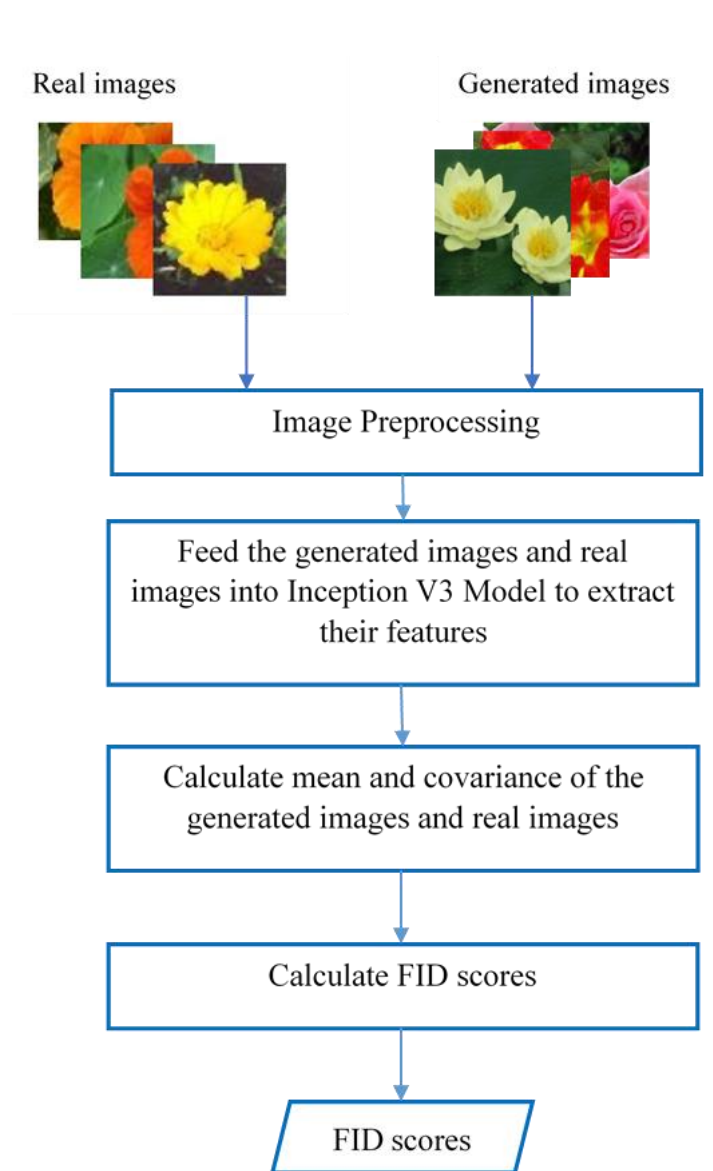 Real images
Generated images
Image Preprocessing
Feed the generated images and real
images into Inception V3 Model to extract
their features
Calculate mean and covariance of the
generated images and real images
Calculate FID scores
FID scores